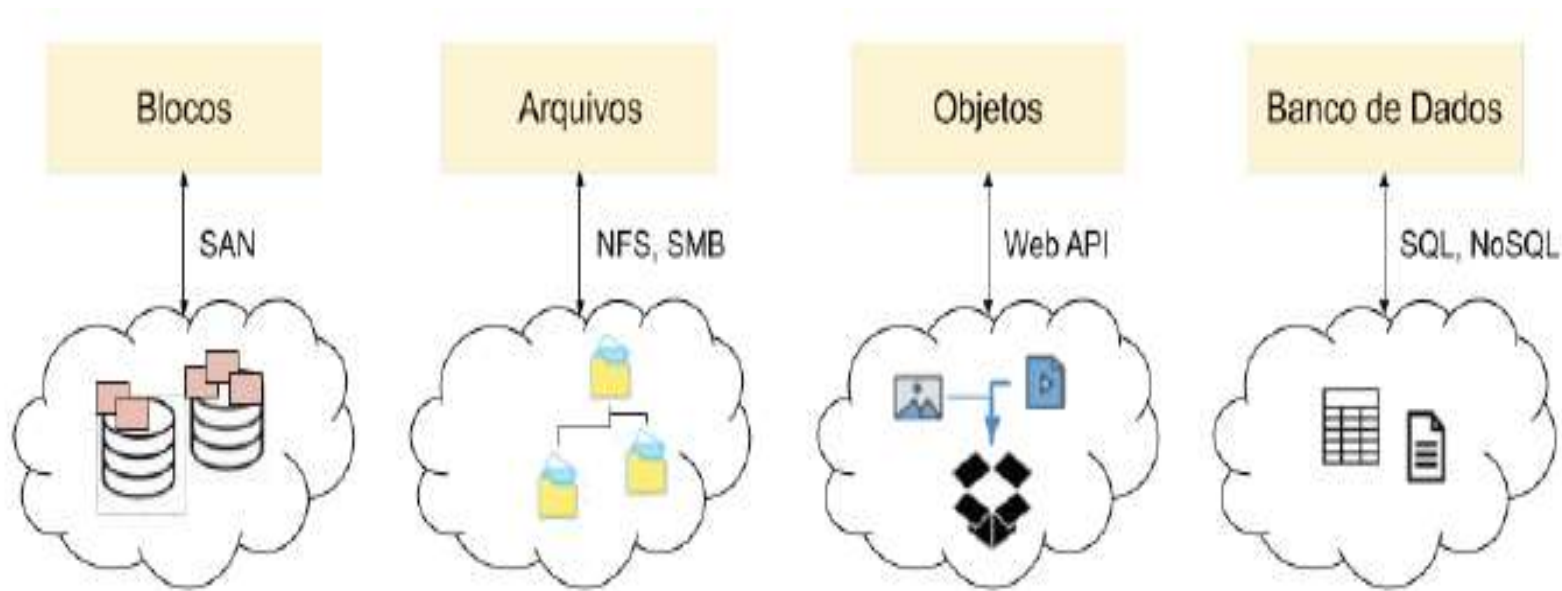 Blocos
Arquivos
Objetos
Banco de Dados
SAN
NFS, SMB
Web API
SQL, NoSQL